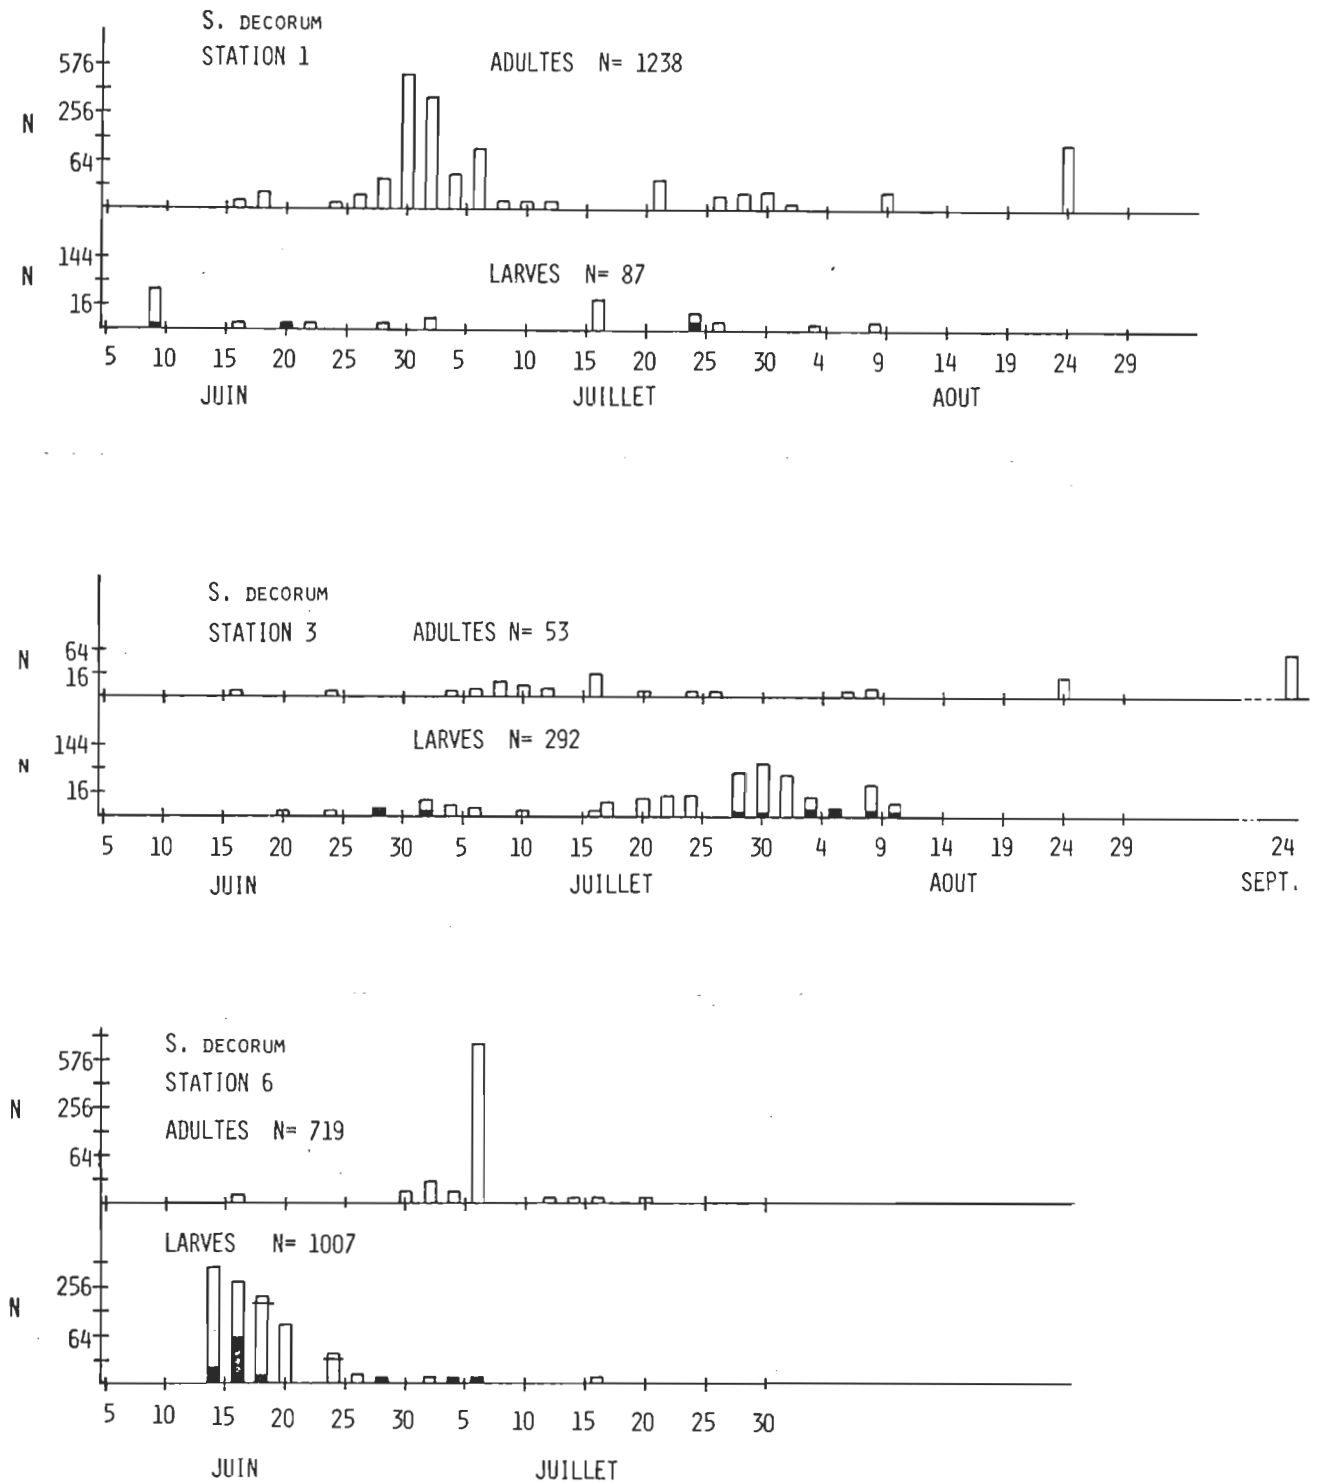 S. DECORUM
STATION 1
ADULTES N= 1238
576
256
N
64
LARVES N= 87
144
N
16
5 10 15 20 25 30 5 10 15 20 25 30 4 9 14 19 24 29
JUIN JUILLET AOUT
S. DECORUM
STATION 3 ADULTES N= 53
N
64
16
LARVES N= 292
144
N
16
5 10 15 20 25 30 5 10 15 20 25 30 4 9 14 19 24 29 24
JUIN JUILLET AOUT SEPT.
S. DECORUM
576
STATION 6
N
256
ADULTES N= 719
64
LARVES N= 1007
256
N
64
5 10 15 20 25 30 5 10 15 20 25 30
JUIN JUILLET